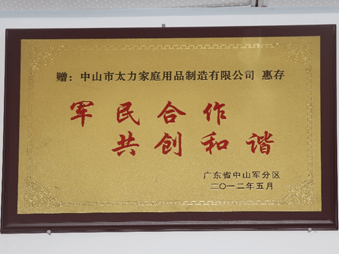 赠：中山市太力家庭用品制造有限公司 惠存
军民合作
共创和谐
广东省中山军分区
二〇一二年五月